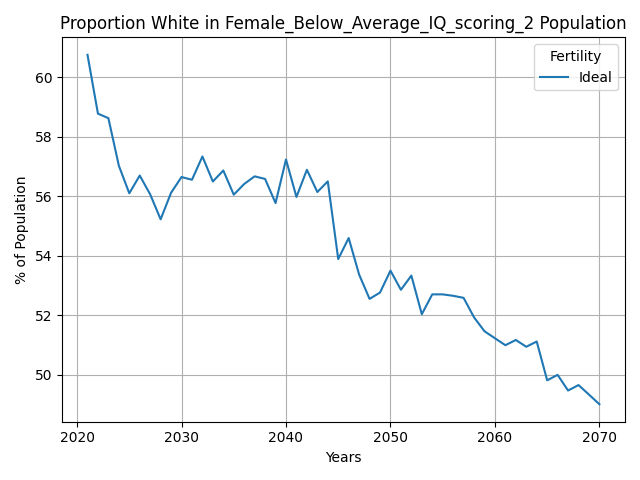 Proportion White in Female_Below_Average_IQ_scoring_2 Population
Fertility
Ideal
% of Population
60
58
56
54
52
50
2020
2030
2040
2050
2060
2070
Years